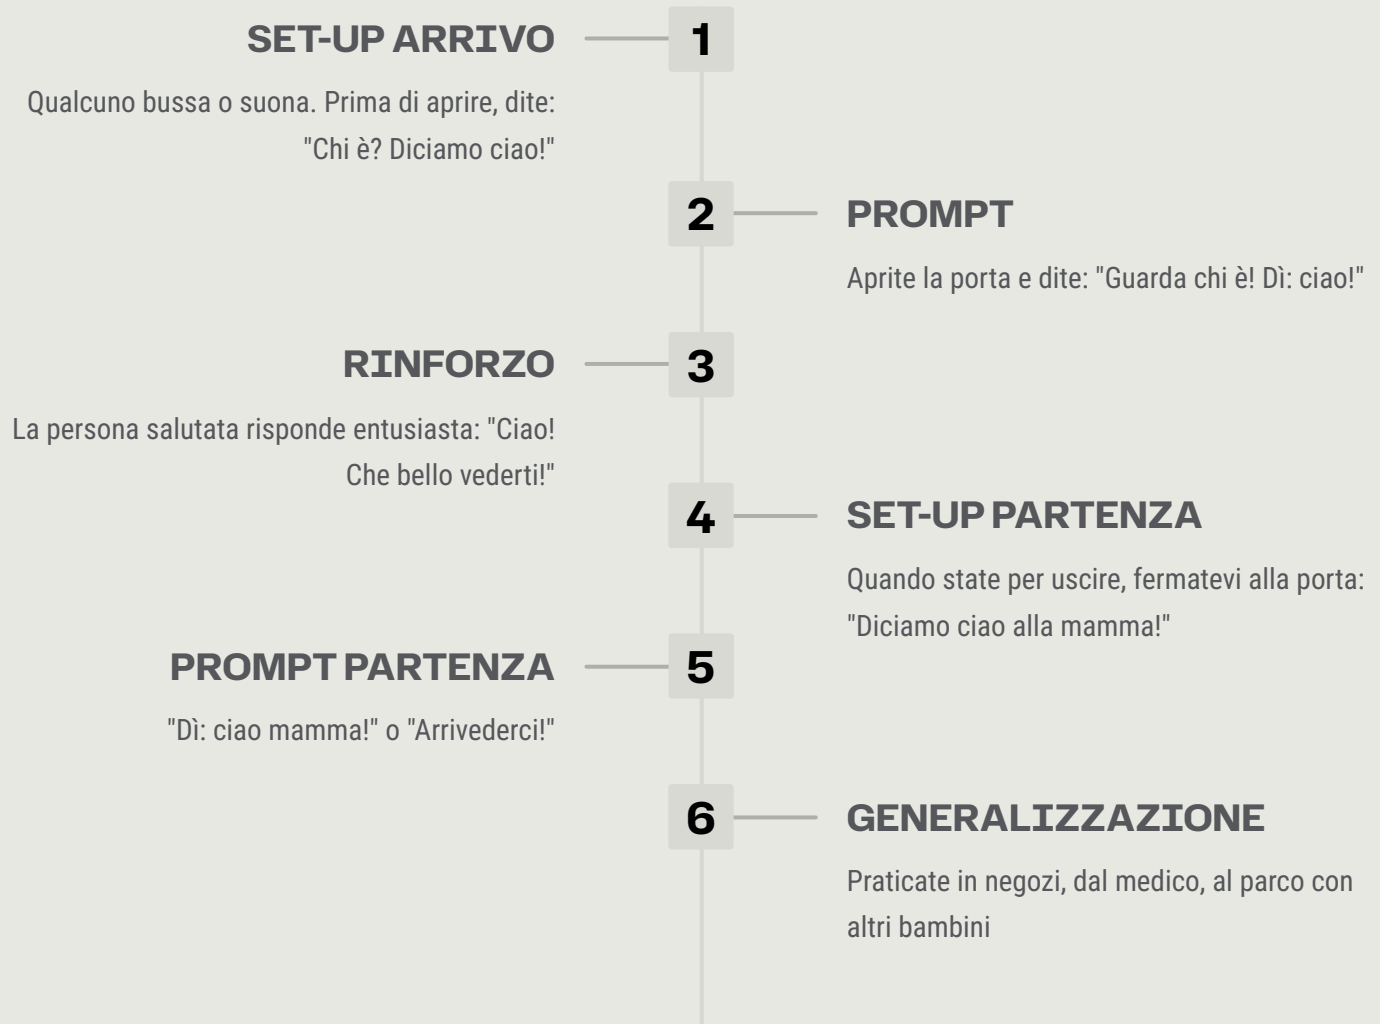 SET-UP ARRIVO
1
Qualcuno bussa o suona. Prima di aprire, dite:
"Chi è? Diciamo ciao!"
2
PROMPT
Aprite la porta e dite: "Guarda chi è! Dì: ciao!"
RINFORZO
3
La persona salutata risponde entusiasta: "Ciao!
Che bello vederti!"
4
SET-UP PARTENZA
Quando state per uscire, fermatevi alla porta:
"Diciamo ciao alla mamma!"
PROMPT PARTENZA
5
"Dì: ciao mamma!" o "Arrivederci!"
6
GENERALIZZAZIONE
Praticate in negozi, dal medico, al parco con
altri bambini